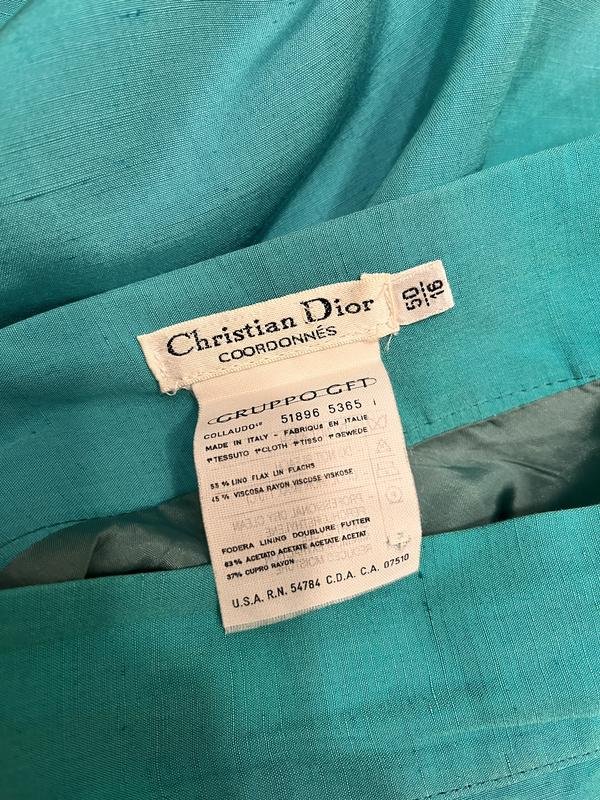 Christian Dior
COORDONNÉS
50
16
GRUPPO GFT
COLLAUDO 51896 5365 I
MADE IN ITALY - FABRIQUE EN ITALIE
TESSUTO CLOTH TISSO GEWEDE
55 % LINO FLAX LIN FLACHS
45 % VISCOSA RAYON VISCOSE VISKOSE
FODERA LINING DOUBLURE FUTTER
63% ACETATO ACETATE ACETATE ACETAT
37% CUPRO RAYON
U.S.A. R.N. 54784 C.D.A. C.A. 07510